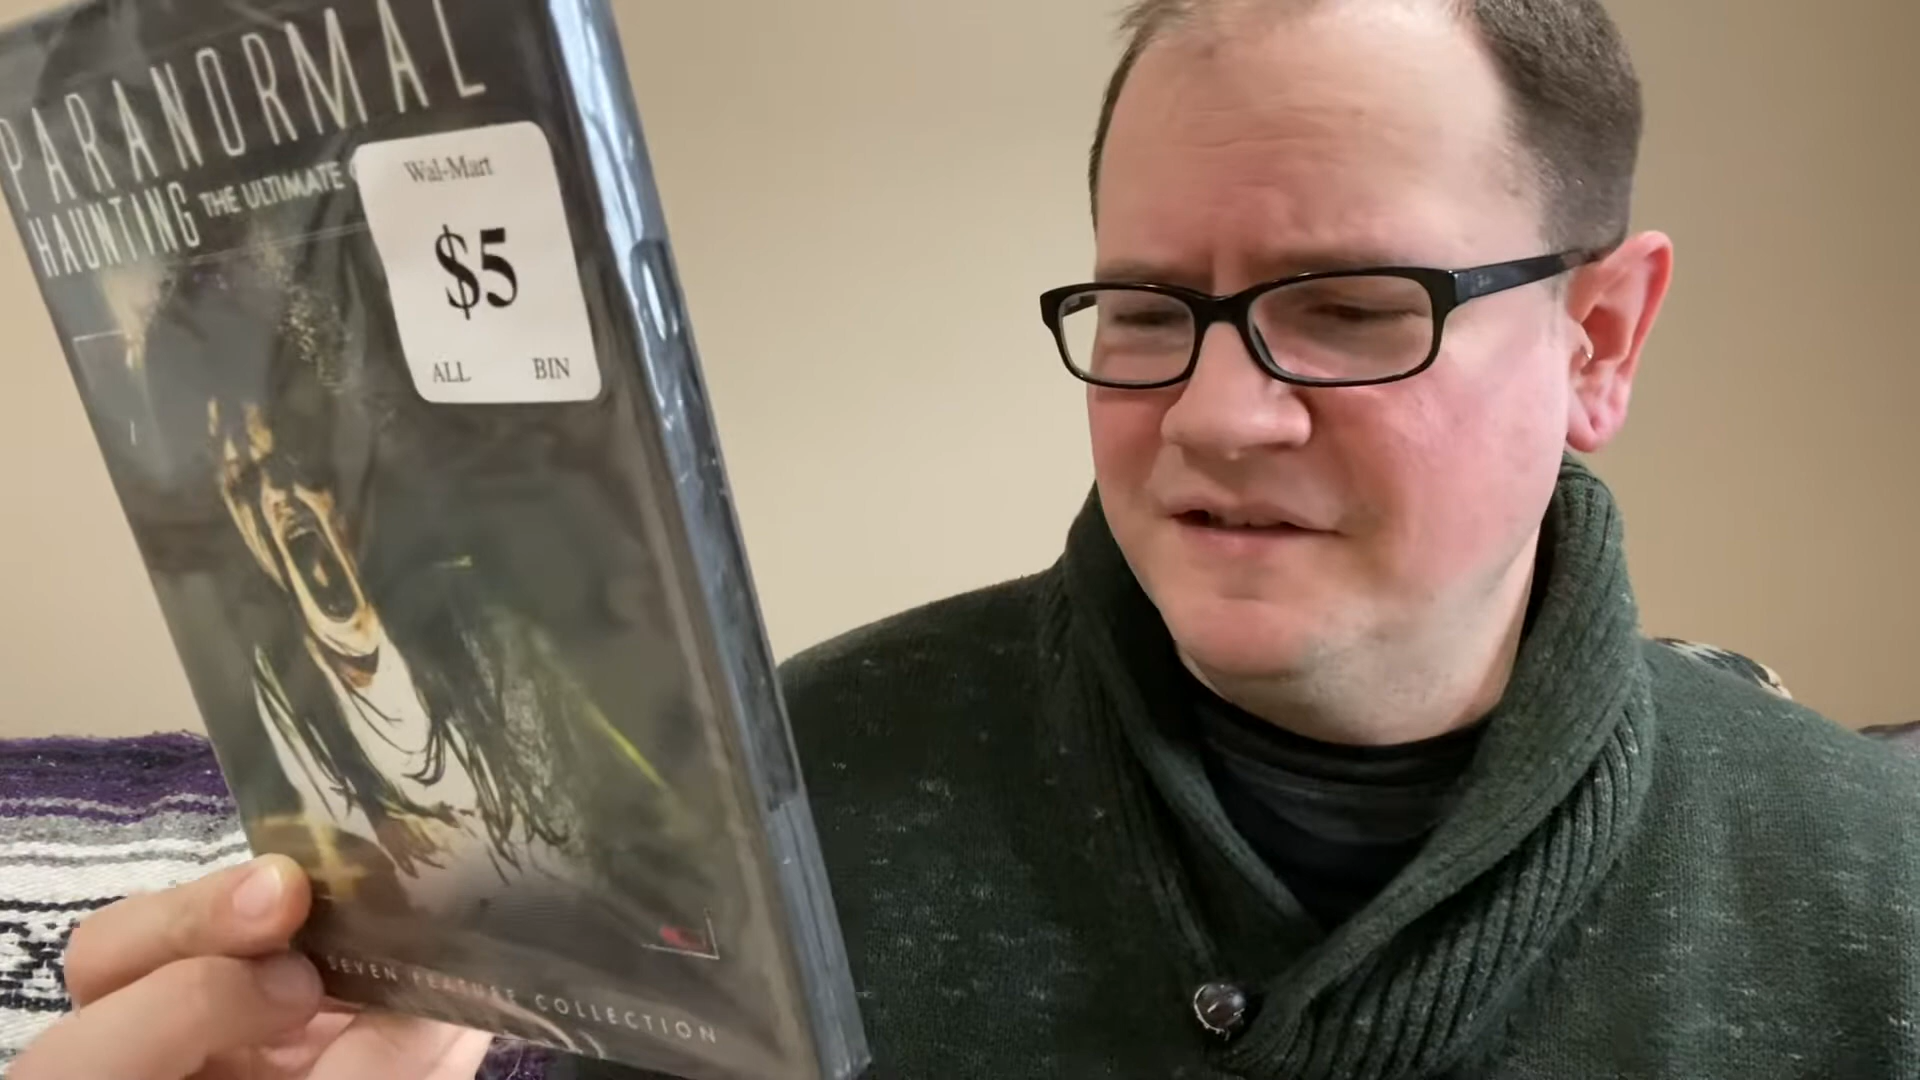 PARANORMAL
HAUNTING THE ULTIMATE
Wal-Mart
$5
ALL BIN
SEVEN FEATURE COLLECTION